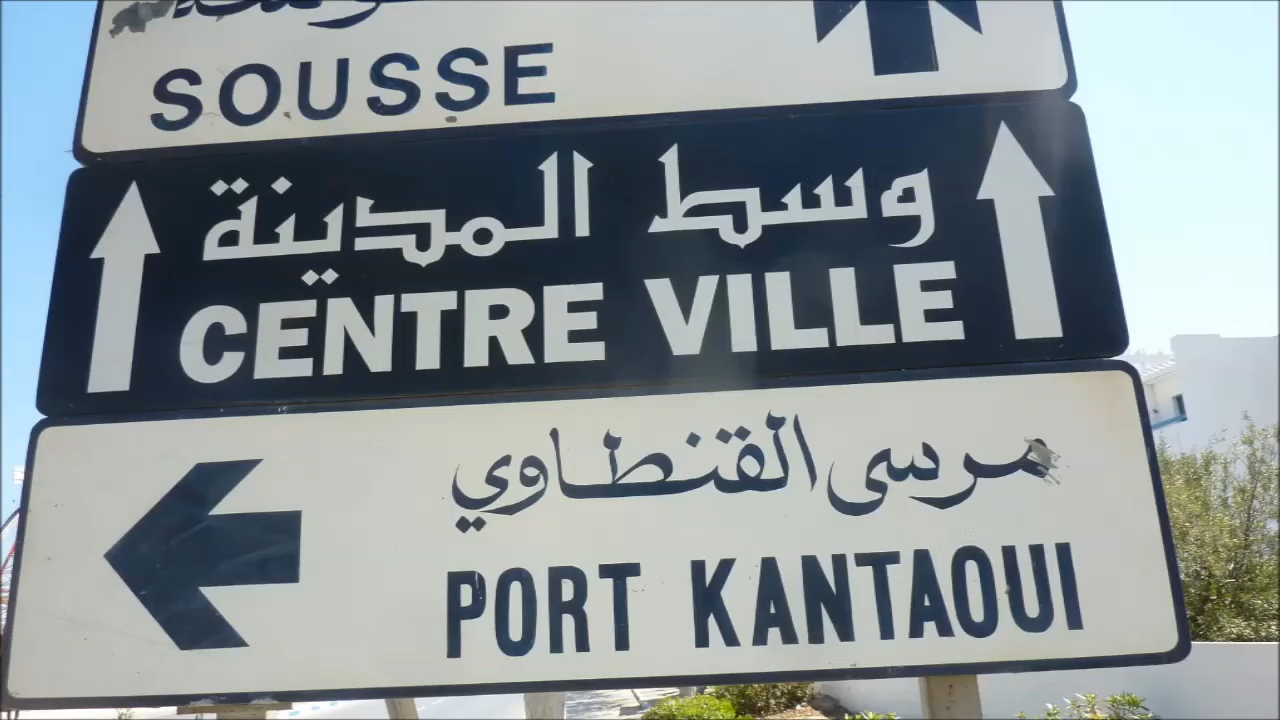 SOUSSE
وسط المدينة
CENTRE VILLE
مرسى القنطاوي
PORT KANTAOUI